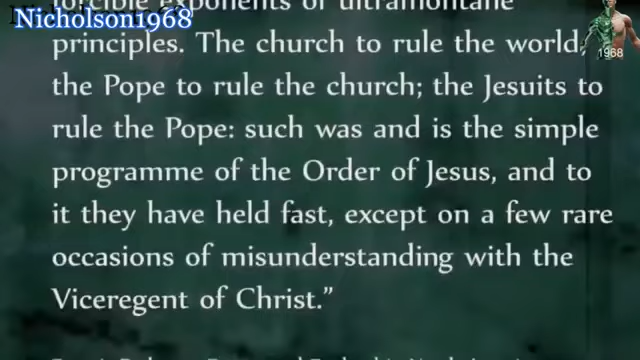 Nicholson1968
forcible exponents of ultramontane
principles. The church to rule the world;
1968
the Pope to rule the church; the Jesuits to
rule the Pope: such was and is the simple
programme of the Order of Jesus, and to
it they have held fast, except on a few rare
occasions of misunderstanding with the
Viceregent of Christ.”